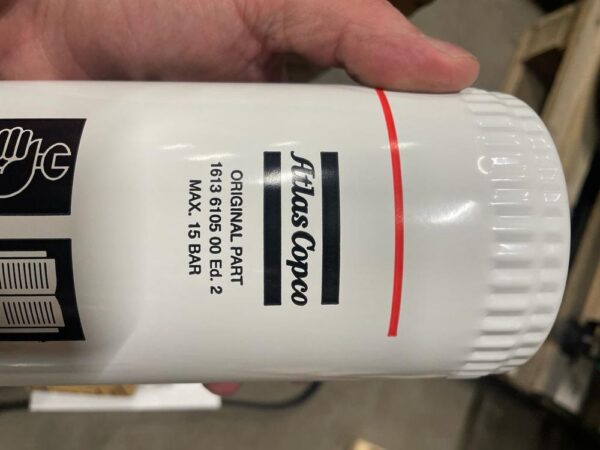 Atlas Copco
ORIGINAL PART
1613 6105 00 Ed. 2
MAX. 15 BAR